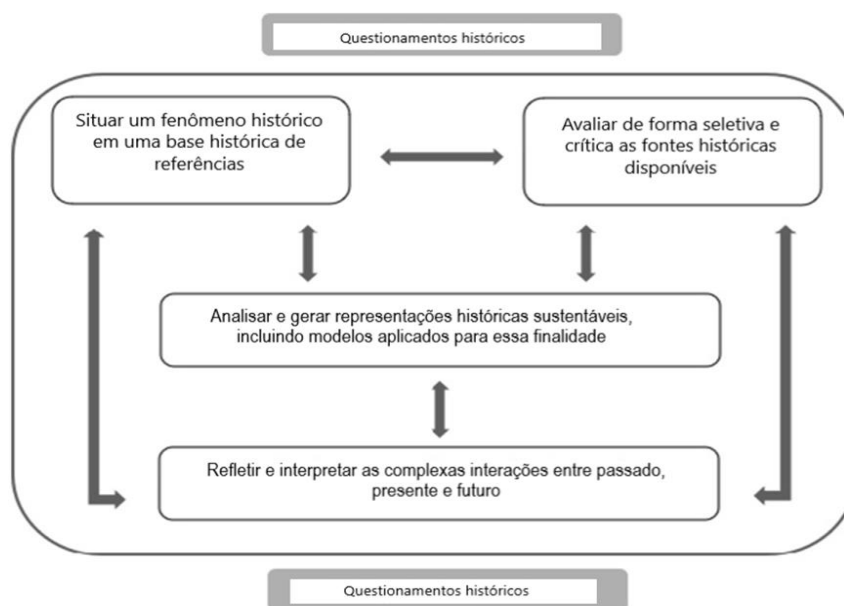 Questionamentos históricos
Situar um fenômeno histórico
em uma base histórica de
referências
Avaliar de forma seletiva e
crítica as fontes históricas
disponíveis
Analisar e gerar representações históricas sustentáveis,
incluindo modelos aplicados para essa finalidade
Refletir e interpretar as complexas interações entre passado,
presente e futuro
Questionamentos históricos